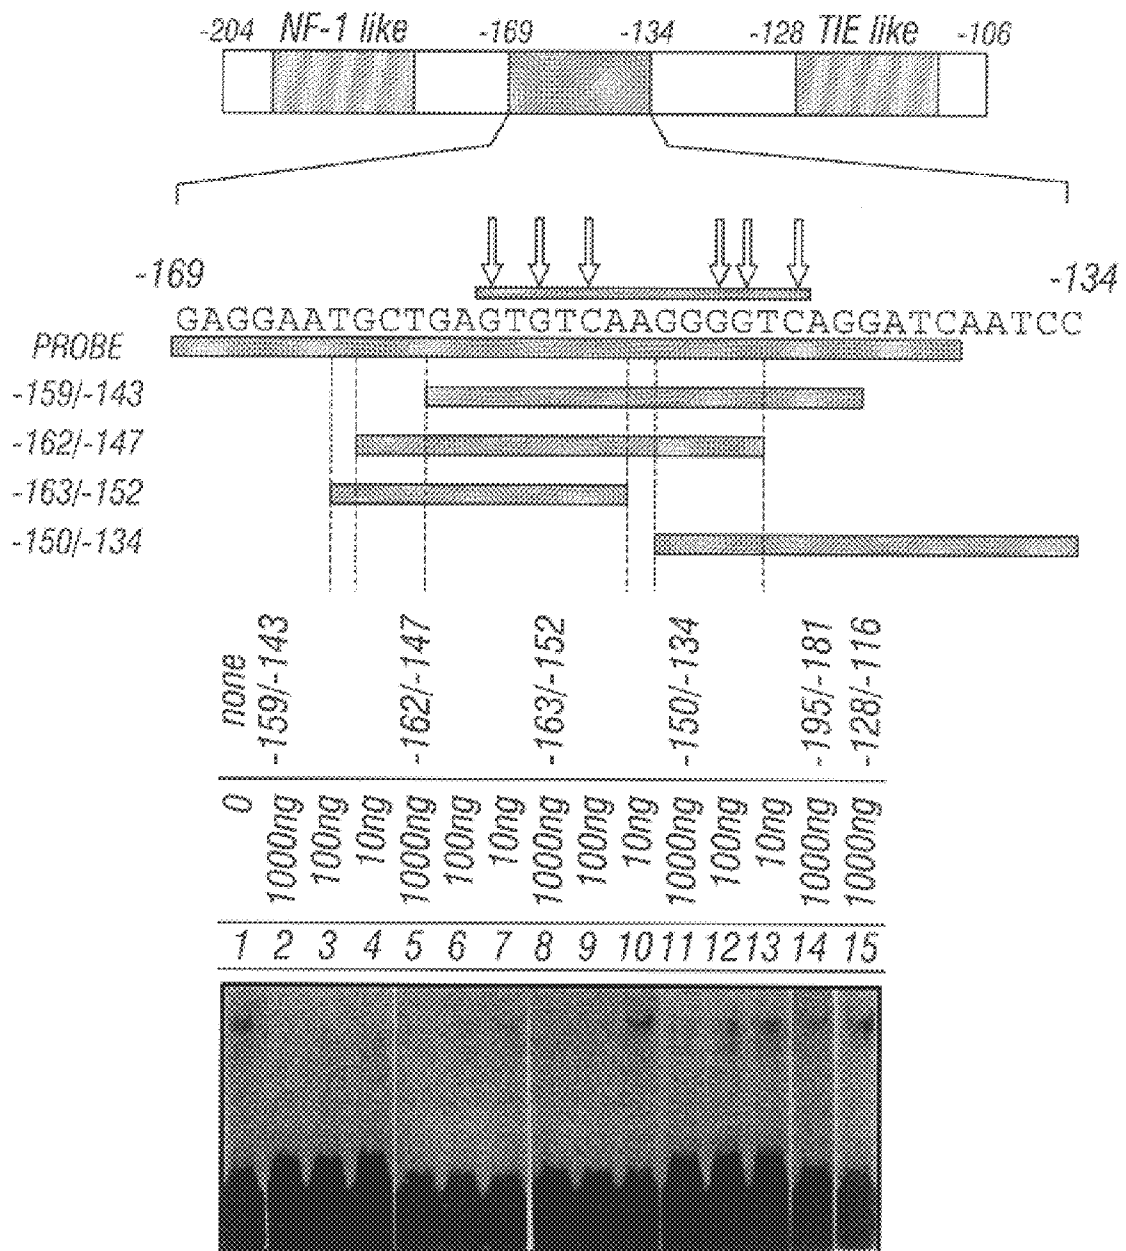 -204 NF-1 like -169 -134 -128 TIE like -106
-169 -134
GAGGAATGCTGAGTGTCAAGGGGTCAGGATCAATCC
PROBE
-159/-143
-162/-147
-163/-152
-150/-134
none -159/-143 -162/-147 -163/-152 -150/-134 -195/-181 -128/-116
0 1000ng 100ng 10ng 1000ng 100ng 10ng 1000ng 100ng 10ng 1000ng 100ng 10ng 1000ng 1000ng
1 2 3 4 5 6 7 8 9 10 11 12 13 14 15